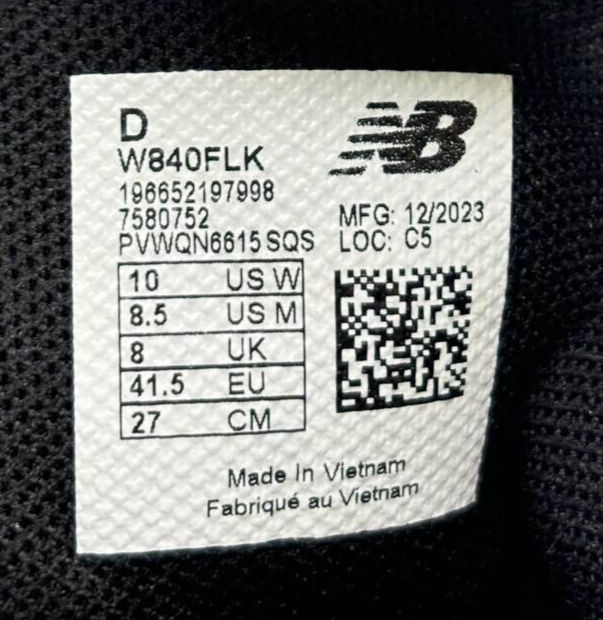 D
NB
W840FLK
196652197998
7580752
PVWQN6615 SQS
MFG: 12/2023
LOC: C5
10 US W
8.5 US M
8 UK
41.5 EU
27 CM
Made In Vietnam
Fabriqué au Vietnam